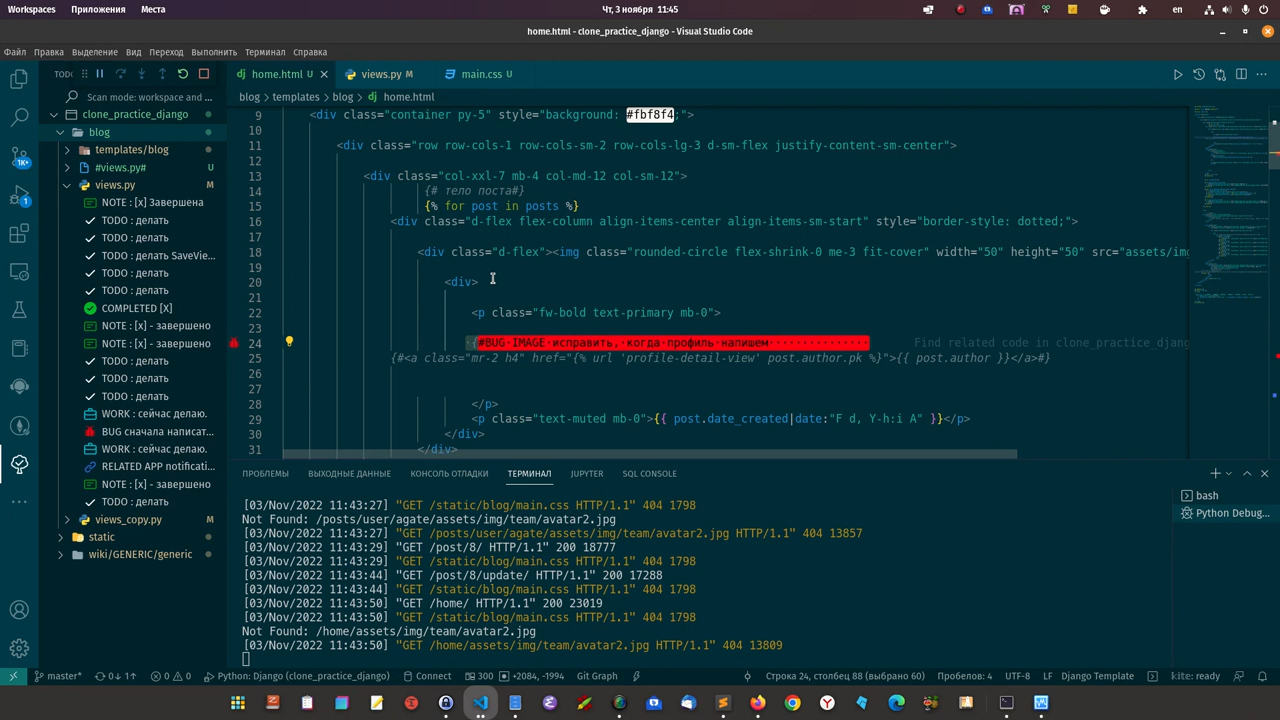 Workspaces Приложения Места Чт, 3 ноября 11:45 en
home.html - clone_practice_django - Visual Studio Code
Файл Правка Выделение Вид Переход Выполнить Терминал Справка
home.html U views.py M main.css U
Scan mode: workspace and ...
blog templates blog home.html
clone_practice_django
blog
templates/blog
#views.py# U
views.py M
NOTE : [x] Завершена
TODO : делать
TODO : делать
TODO : делать SaveVie...
TODO : делать
COMPLETED [X]
NOTE : [x] - завершено
NOTE : [x] - завершено
TODO : делать
TODO : делать
TODO : делать
WORK : сейчас делаю.
BUG сначала написат...
WORK : сейчас делаю.
RELATED APP notificati...
NOTE : [x] - завершено
TODO : делать
views_copy.py M
static
wiki/GENERIC/generic
1K+
1
9 <div class="container py-5" style="background: #fbf8f4;">
10
11 <div class="row row-cols-1 row-cols-sm-2 row-cols-lg-3 d-sm-flex justify-content-sm-center">
12
13 <div class="col-xxl-7 mb-4 col-md-12 col-sm-12">
14 {# тело поста#}
15 {% for post in posts %}
16 <div class="d-flex flex-column align-items-center align-items-sm-start" style="border-style: dotted;">
17
18 <div class="d-flex"><img class="rounded-circle flex-shrink-0 me-3 fit-cover" width="50" height="50" src="assets/img
19
20 <div>
21
22 <p class="fw-bold text-primary mb-0">
23
24 {#BUG IMAGE исправить, когда профиль напишем Find related code in clone_practice_djang
25 {#<a class="mr-2 h4" href="{% url 'profile-detail-view' post.author.pk %}">{{ post.author }}</a>#}
26
27
28 </p>
29 <p class="text-muted mb-0">{{ post.date_created|date:"F d, Y-h:i A" }}</p>
30 </div>
31 </div>
ПРОБЛЕМЫ ВЫХОДНЫЕ ДАННЫЕ КОНСОЛЬ ОТЛАДКИ ТЕРМИНАЛ JUPYTER SQL CONSOLE
[03/Nov/2022 11:43:27] "GET /static/blog/main.css HTTP/1.1" 404 1798
Not Found: /posts/user/agate/assets/img/team/avatar2.jpg
[03/Nov/2022 11:43:27] "GET /posts/user/agate/assets/img/team/avatar2.jpg HTTP/1.1" 404 13857
[03/Nov/2022 11:43:29] "GET /post/8/ HTTP/1.1" 200 18777
[03/Nov/2022 11:43:29] "GET /static/blog/main.css HTTP/1.1" 404 1798
[03/Nov/2022 11:43:44] "GET /post/8/update/ HTTP/1.1" 200 17288
[03/Nov/2022 11:43:44] "GET /static/blog/main.css HTTP/1.1" 404 1798
[03/Nov/2022 11:43:50] "GET /home/ HTTP/1.1" 200 23019
[03/Nov/2022 11:43:50] "GET /static/blog/main.css HTTP/1.1" 404 1798
Not Found: /home/assets/img/team/avatar2.jpg
[03/Nov/2022 11:43:50] "GET /home/assets/img/team/avatar2.jpg HTTP/1.1" 404 13809
bash
Python Debug...
master* 0↓ 1↑ 0 0 Python: Django (clone_practice_django) Connect 300 +2084, -1994 Git Graph Строка 24, столбец 88 (выбрано 60) Пробелов: 4 UTF-8 LF Django Template kite: ready